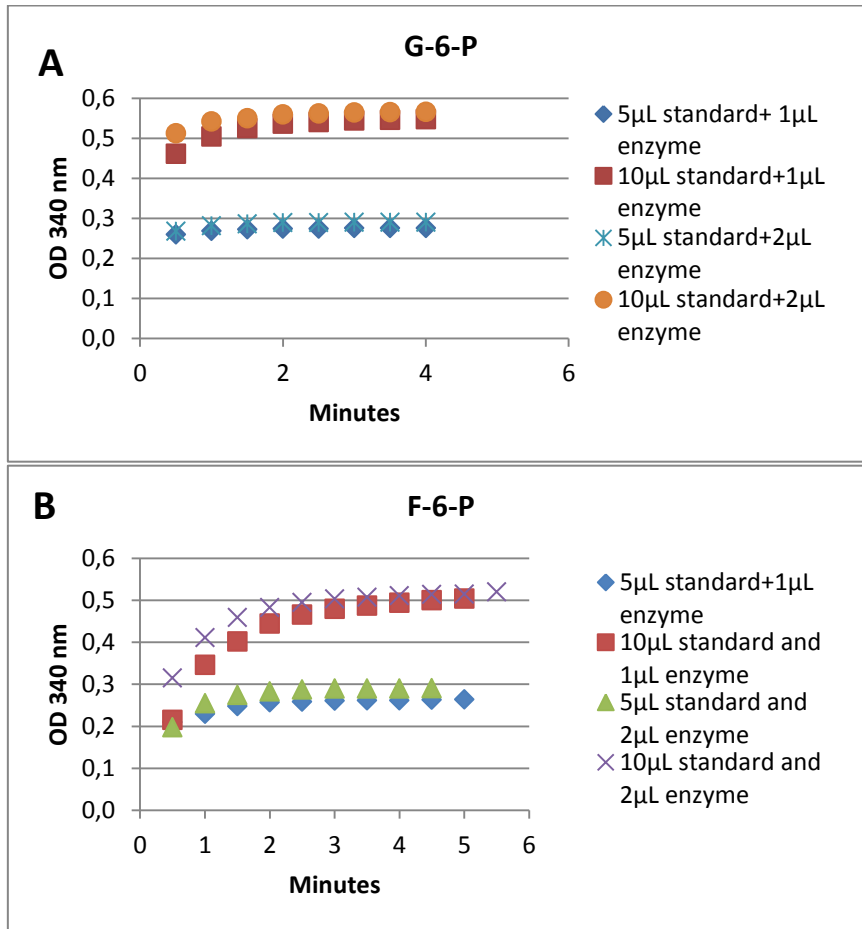 A
G-6-P
0,6
0,5
0,4
0,3
0,2
0,1
0,0
OD 340 nm
0 2 4 6
Minutes
5µL standard+ 1µL
enzyme
10µL standard+1µL
enzyme
5µL standard+2µL
enzyme
10µL standard+2µL
enzyme
B
F-6-P
0,6
0,5
0,4
0,3
0,2
0,1
0,0
OD 340 nm
0 1 2 3 4 5 6
Minutes
5µL standard+1µL
enzyme
10µL standard and
1µL enzyme
5µL standard and
2µL enzyme
10µL standard and
2µL enzyme